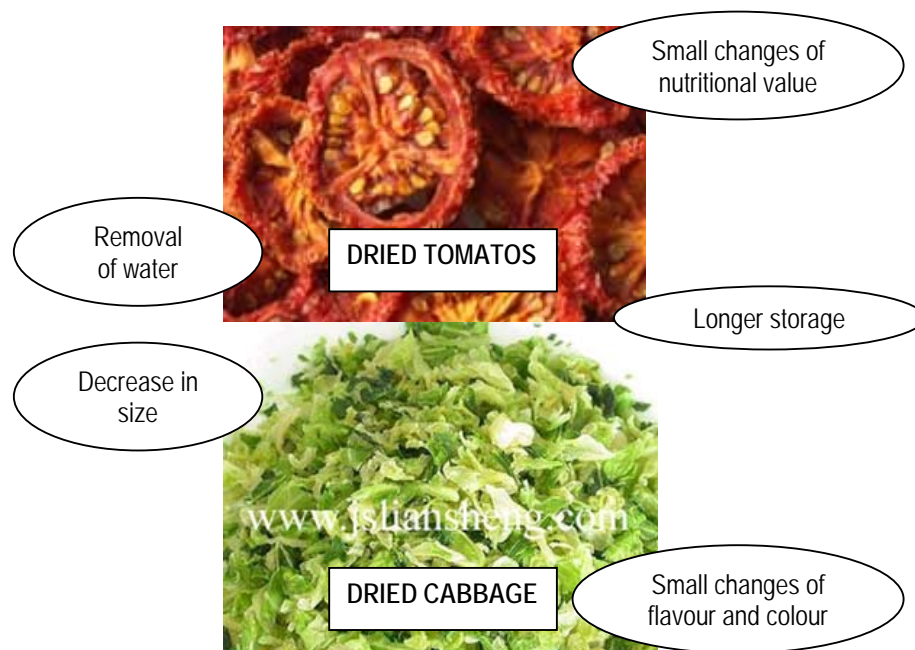 Small changes of
nutritional value
Removal
of water
DRIED TOMATOS
Longer storage
Decrease in
size
www.jsliansheng.com
DRIED CABBAGE
Small changes of
flavour and colour